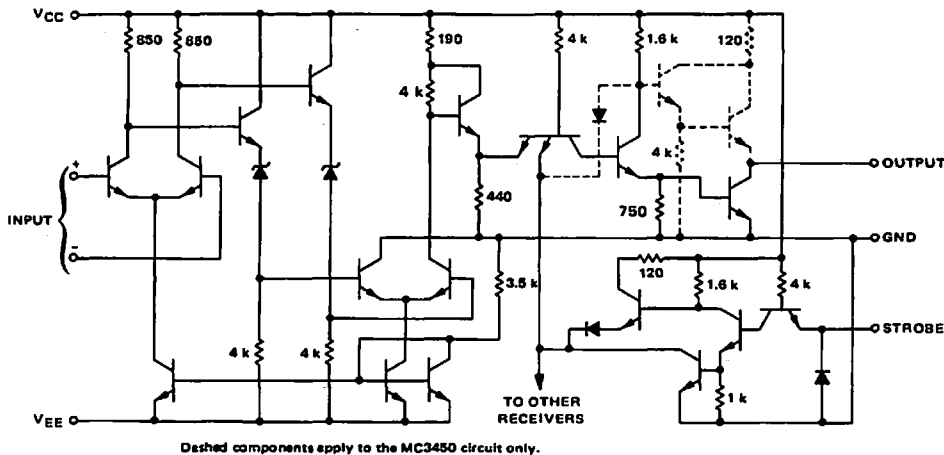 VCC
850
850
190
4 k
1.6 k
120
4 k
4 k
OUTPUT
440
750
+
INPUT
-
GND
120
3.5 k
1.6 k
4 k
STROBE
4 k
4 k
1 k
TO OTHER
RECEIVERS
VEE
Dashed components apply to the MC3450 circuit only.